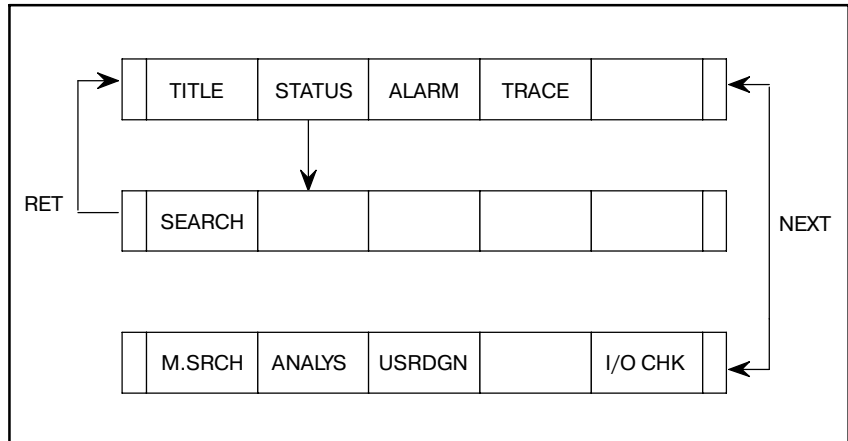 TITLE STATUS ALARM TRACE
RET
SEARCH
NEXT
M.SRCH ANALYS USRDGN I/O CHK